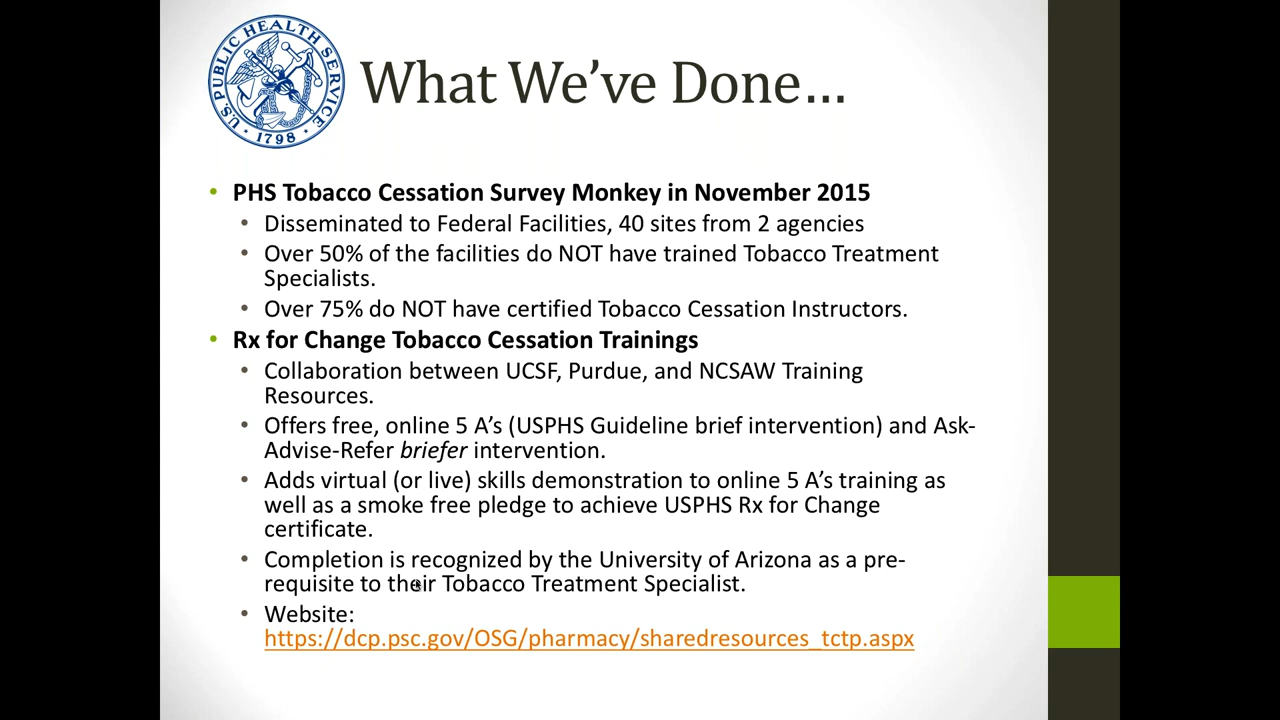 U.S. PUBLIC HEALTH SERVICE
• 1798 •
What We’ve Done…
• PHS Tobacco Cessation Survey Monkey in November 2015
• Disseminated to Federal Facilities, 40 sites from 2 agencies
• Over 50% of the facilities do NOT have trained Tobacco Treatment
Specialists.
• Over 75% do NOT have certified Tobacco Cessation Instructors.
• Rx for Change Tobacco Cessation Trainings
• Collaboration between UCSF, Purdue, and NCSAW Training
Resources.
• Offers free, online 5 A’s (USPHS Guideline brief intervention) and Ask-
Advise-Refer briefer intervention.
• Adds virtual (or live) skills demonstration to online 5 A’s training as
well as a smoke free pledge to achieve USPHS Rx for Change
certificate.
• Completion is recognized by the University of Arizona as a pre-
requisite to their Tobacco Treatment Specialist.
• Website:
https://dcp.psc.gov/OSG/pharmacy/sharedresources_tctp.aspx